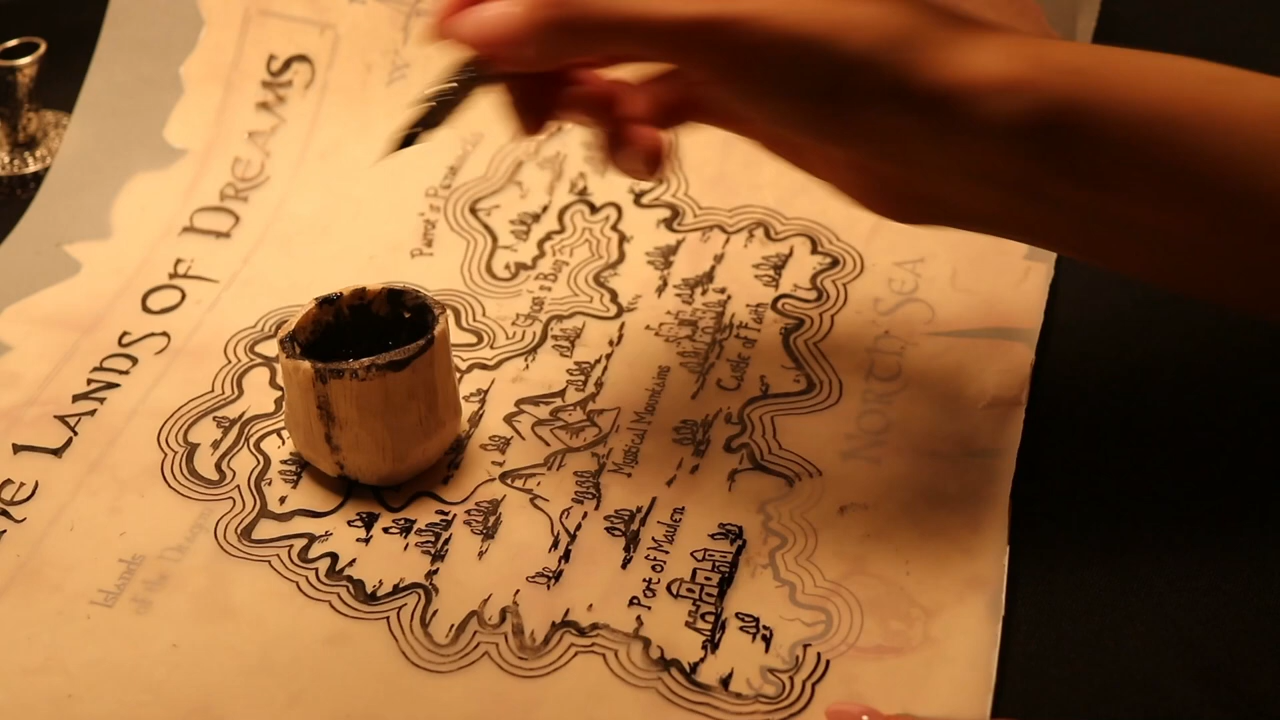 LANDS OF DREAMS
Parrot's
Ghost's Bay
Castle of Faith
NORTH SEA
Mystical Mountains
Port of Maiden
Islands
of the Dragon